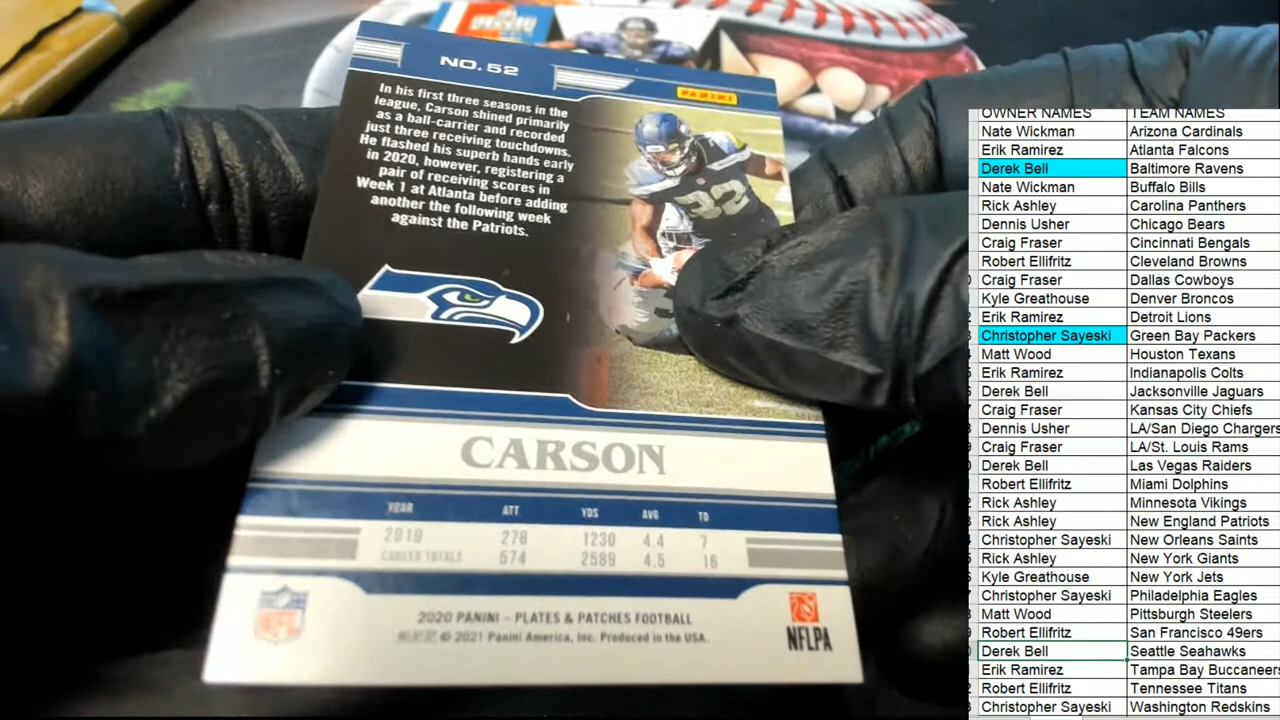 NO. 52
PANINI
In his first three seasons in the
league, Carson shined primarily
as a ball-carrier and recorded
just three receiving touchdowns.
He flashed his superb hands early
in 2020, however, registering a
pair of receiving scores in
Week 1 at Atlanta before adding
another the following week
against the Patriots.
32
CARSON
YEAR ATT YDS AVG TD
2019 278 1230 4.4 7
CAREER TOTALS 574 2589 4.5 16
NFL
2020 PANINI - PLATES & PATCHES FOOTBALL
© 2021 Panini America, Inc. Produced in the USA.
NFLPA
OWNER NAMES TEAM NAMES
Nate Wickman Arizona Cardinals
Erik Ramirez Atlanta Falcons
Derek Bell Baltimore Ravens
Nate Wickman Buffalo Bills
Rick Ashley Carolina Panthers
Dennis Usher Chicago Bears
Craig Fraser Cincinnati Bengals
Robert Ellifritz Cleveland Browns
Craig Fraser Dallas Cowboys
Kyle Greathouse Denver Broncos
Erik Ramirez Detroit Lions
Christopher Sayeski Green Bay Packers
Matt Wood Houston Texans
Erik Ramirez Indianapolis Colts
Derek Bell Jacksonville Jaguars
Craig Fraser Kansas City Chiefs
Dennis Usher LA/San Diego Chargers
Craig Fraser LA/St. Louis Rams
Derek Bell Las Vegas Raiders
Robert Ellifritz Miami Dolphins
Rick Ashley Minnesota Vikings
Rick Ashley New England Patriots
Christopher Sayeski New Orleans Saints
Rick Ashley New York Giants
Kyle Greathouse New York Jets
Christopher Sayeski Philadelphia Eagles
Matt Wood Pittsburgh Steelers
Robert Ellifritz San Francisco 49ers
Derek Bell Seattle Seahawks
Erik Ramirez Tampa Bay Buccaneers
Robert Ellifritz Tennessee Titans
Christopher Sayeski Washington Redskins